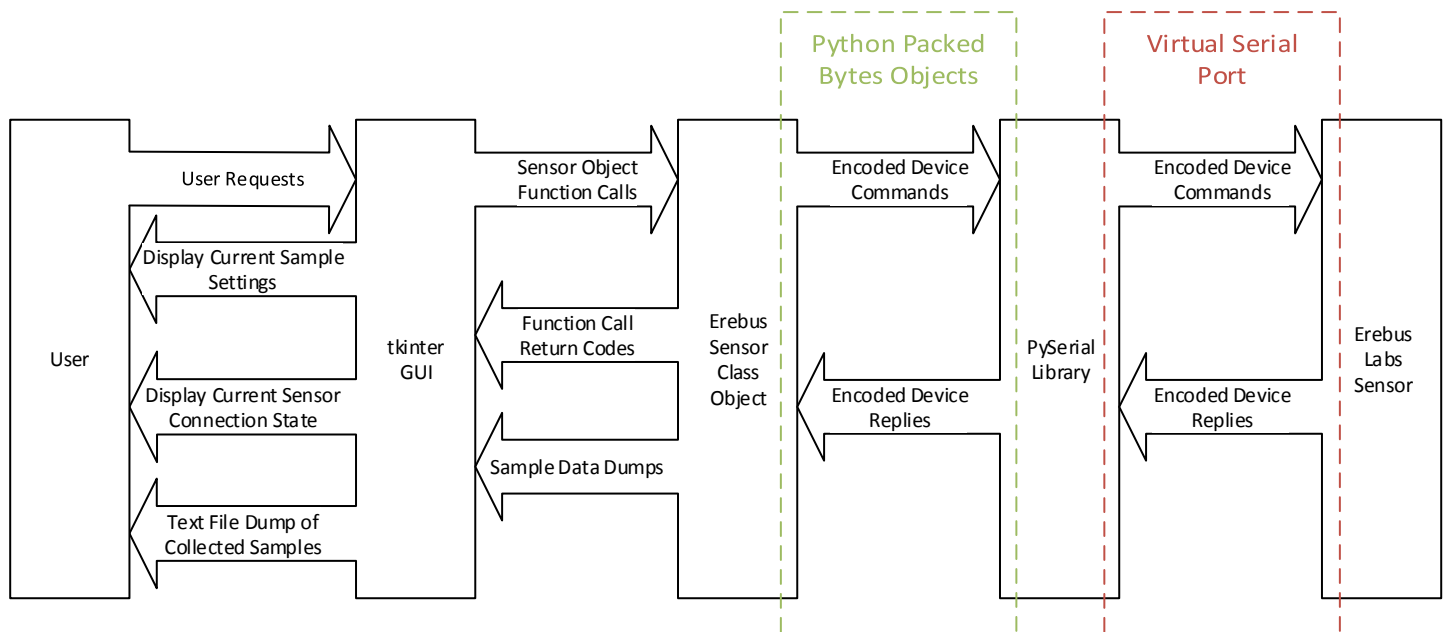 Python Packed
Bytes Objects
Virtual Serial
Port
User Requests
Sensor Object
Function Calls
Encoded Device
Commands
Encoded Device
Commands
Display Current Sample
Settings
Function Call
Return Codes
User
tkinter
GUI
Erebus
Sensor
Class
Object
PySerial
Library
Erebus
Labs
Sensor
Display Current Sensor
Connection State
Encoded Device
Replies
Encoded Device
Replies
Sample Data Dumps
Text File Dump of
Collected Samples